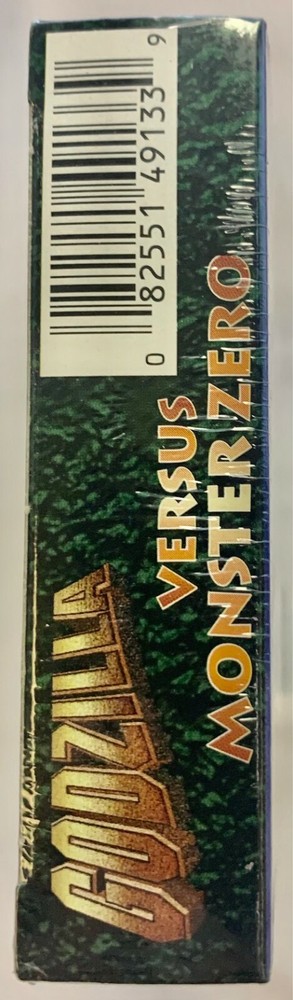 GODZILLA
VERSUS
MONSTER ZERO
0 82551 49133 9